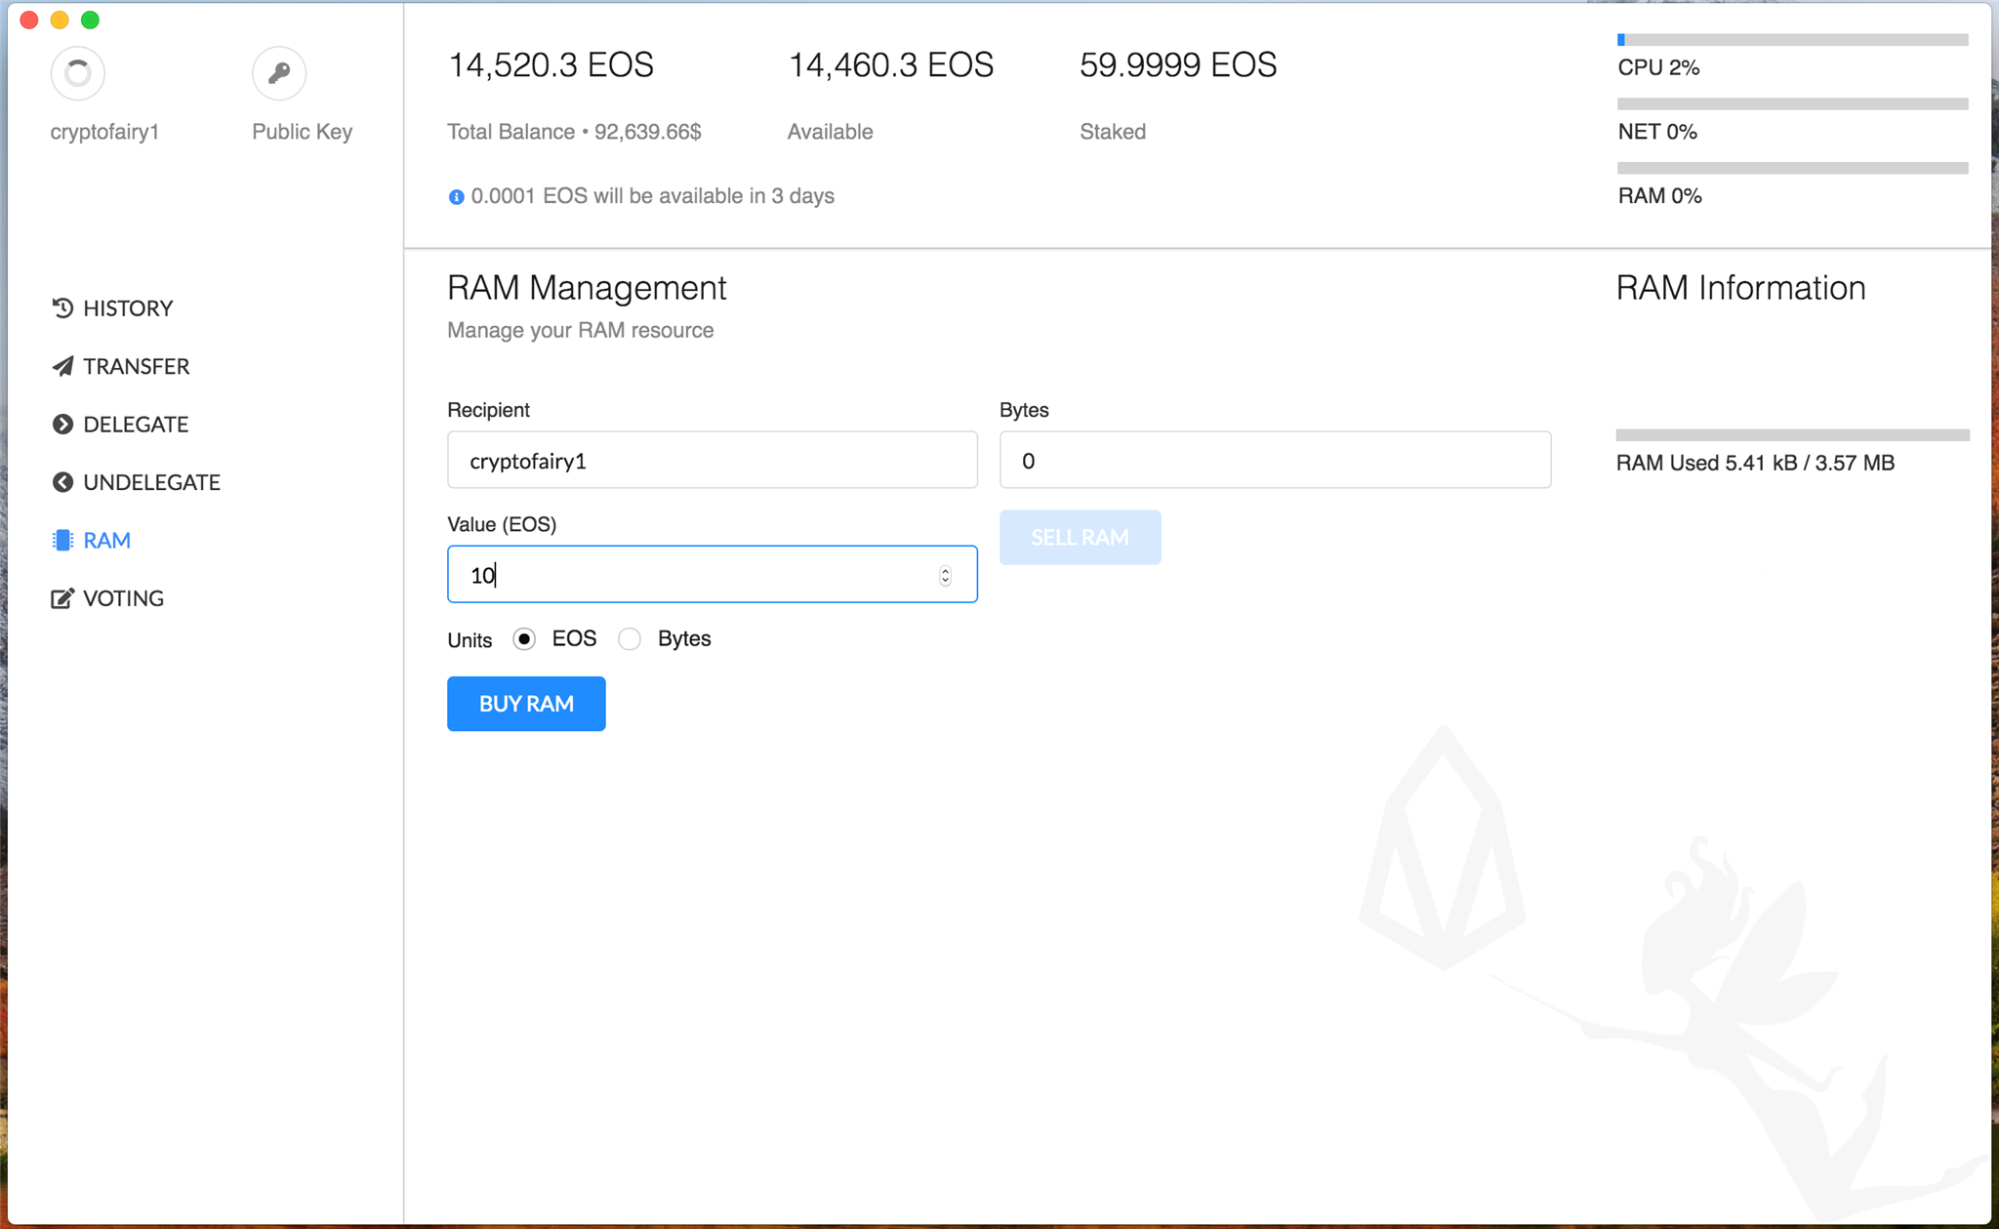 cryptofairy1
Public Key
HISTORY
TRANSFER
DELEGATE
UNDELEGATE
RAM
VOTING
14,520.3 EOS
Total Balance • 92,639.66$
14,460.3 EOS
Available
59.9999 EOS
Staked
0.0001 EOS will be available in 3 days
CPU 2%
NET 0%
RAM 0%
RAM Management
Manage your RAM resource
Recipient
cryptofairy1
Value (EOS)
10
Units EOS Bytes
BUY RAM
Bytes
0
SELL RAM
RAM Information
RAM Used 5.41 kB / 3.57 MB